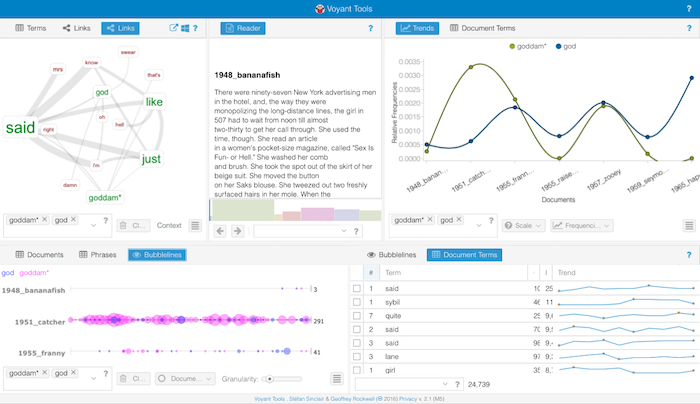 Voyant Tools
?
Terms Links Links ?
swear
know
mrs
that's
god
like
oh
said
right
hell
just
i'm
damn
goddam*
goddam* × god × ? Cl... Context
Reader ?
1948_bananafish
There were ninety-seven New York advertising men
in the hotel, and, the way they were
monopolizing the long-distance lines, the girl in
507 had to wait from noon till almost
two-thirty to get her call through. She used the
time, though. She read an article
in a women's pocket-size magazine, called "Sex Is
Fun- or Hell." She washed her comb
and brush. She took the spot out of the skirt of her
beige suit. She moved the button
on her Saks blouse. She tweezed out two freshly
surfaced hairs in her mole. When the
?
Trends Document Terms ?
goddam* god
Relative Frequencies
0.0035
0.0030
0.0025
0.0020
0.0015
0.0010
0.0005
0.0000
1948_banan...
1951_catch...
1955_frann...
1955_raise...
1957_zooey
1959_seymo...
1965_hap
Documents
goddam* × god × ? Scale Frequenci...
Documents Phrases Bubblelines ?
god goddam*
1948_bananafish 3
1951_catcher 291
1955_franny 41
goddam* × god × ? Cl... Docume... Granularity:
Bubblelines Document Terms ?
# Term Trend
1 said 25
1 sybil 11
7 quite
2 said
3 said
3 lane
1 girl
? 24,739
Voyant Tools , Stéfan Sinclair & Geoffrey Rockwell (© 2016) Privacy v. 2.1 (M5)